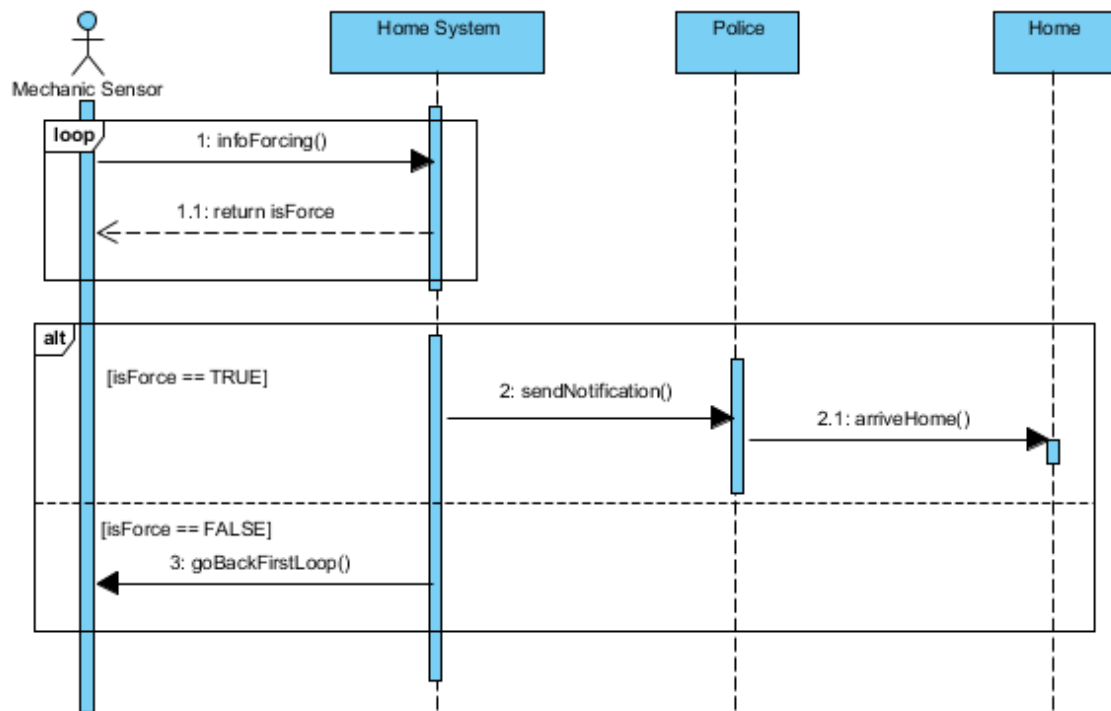 Home System
Police
Home
Mechanic Sensor
loop
1: infoForcing()
1.1: return isForce
alt
[isForce == TRUE]
2: sendNotification()
2.1: arriveHome()
[isForce == FALSE]
3: goBackFirstLoop()